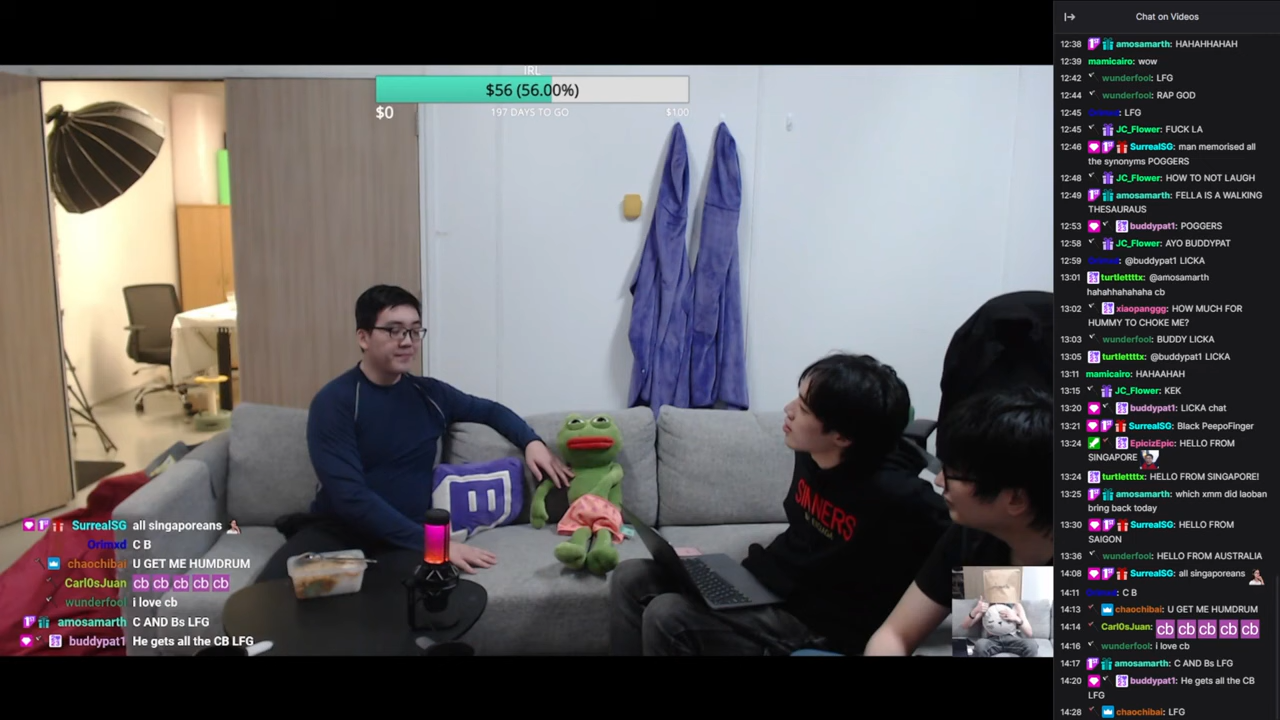 IRL
$56 (56.00%)
$0
197 DAYS TO GO
$100
SINNERS
SurrealSG all singaporeans
Orimxd C B
chaochibai U GET ME HUMDRUM
Carl0sJuan cb cb cb cb cb
wunderfool i love cb
amosamarth C AND Bs LFG
buddypat1 He gets all the CB LFG
Chat on Videos
12:38 amosamarth: HAHAHHAHAH
12:39 mamicairo: wow
12:42 wunderfool: LFG
12:44 wunderfool: RAP GOD
12:45 Orimxd: LFG
12:45 JC_Flower: FUCK LA
12:46 SurrealSG: man memorised all
the synonyms POGGERS
12:48 JC_Flower: HOW TO NOT LAUGH
12:49 amosamarth: FELLA IS A WALKING
THESAURAUS
12:53 buddypat1: POGGERS
12:58 JC_Flower: AYO BUDDYPAT
12:59 Orimxd: @buddypat1 LICKA
13:01 turtlettttx: @amosamarth
hahahhahahaha cb
13:02 xiaopanggg: HOW MUCH FOR
HUMMY TO CHOKE ME?
13:03 wunderfool: BUDDY LICKA
13:05 turtlettttx: @buddypat1 LICKA
13:11 mamicairo: HAHAAHAH
13:15 JC_Flower: KEK
13:20 buddypat1: LICKA chat
13:21 SurrealSG: Black PeepoFinger
13:24 EpicizEpic: HELLO FROM
SINGAPORE
13:24 turtlettttx: HELLO FROM SINGAPORE!
13:25 amosamarth: which xmm did laoban
bring back today
13:30 SurrealSG: HELLO FROM
SAIGON
13:36 wunderfool: HELLO FROM AUSTRALIA
14:08 SurrealSG: all singaporeans
14:11 Orimxd: C B
14:13 chaochibai: U GET ME HUMDRUM
14:14 Carl0sJuan: cb cb cb cb cb
14:16 wunderfool: i love cb
14:17 amosamarth: C AND Bs LFG
14:20 buddypat1: He gets all the CB
LFG
14:28 chaochibai: LFG